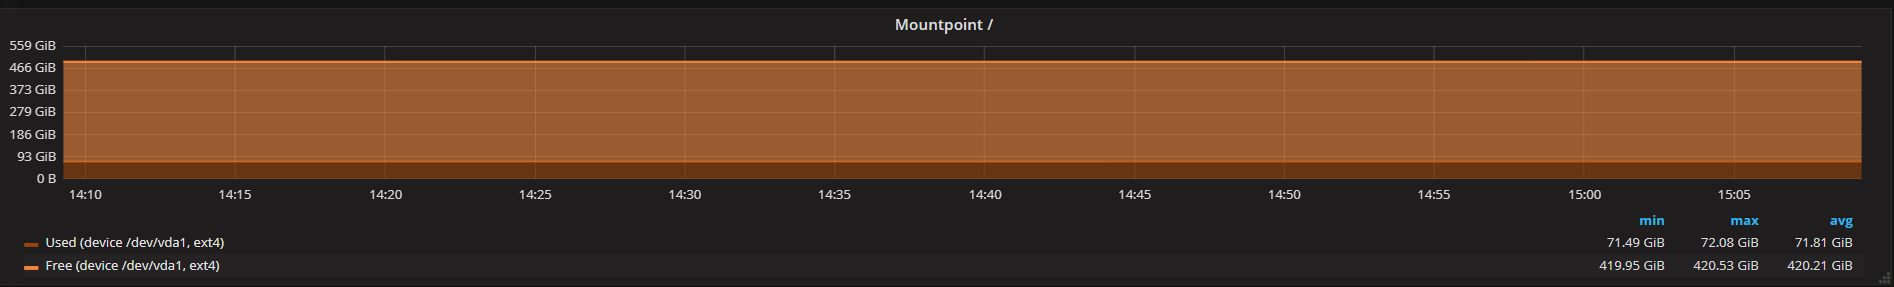 Mountpoint /
559 GiB
466 GiB
373 GiB
279 GiB
186 GiB
93 GiB
0 B
14:10 14:15 14:20 14:25 14:30 14:35 14:40 14:45 14:50 14:55 15:00 15:05
min max avg
Used (device /dev/vda1, ext4) 71.49 GiB 72.08 GiB 71.81 GiB
Free (device /dev/vda1, ext4) 419.95 GiB 420.53 GiB 420.21 GiB